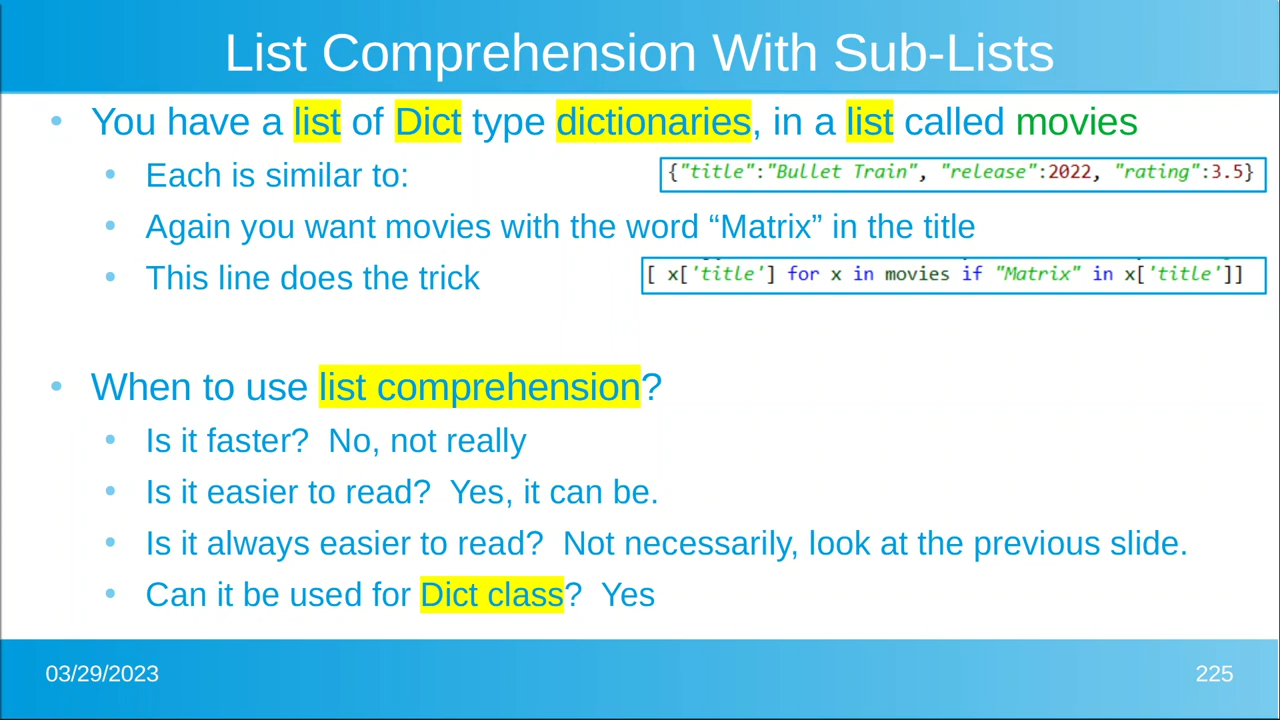 List Comprehension With Sub-Lists
• You have a list of Dict type dictionaries, in a list called movies
• Each is similar to:
{"title":"Bullet Train", "release":2022, "rating":3.5}
• Again you want movies with the word “Matrix” in the title
• This line does the trick
[ x['title'] for x in movies if "Matrix" in x['title']]
• When to use list comprehension?
• Is it faster?  No, not really
• Is it easier to read?  Yes, it can be.
• Is it always easier to read?  Not necessarily, look at the previous slide.
• Can it be used for Dict class?  Yes
03/29/2023
225